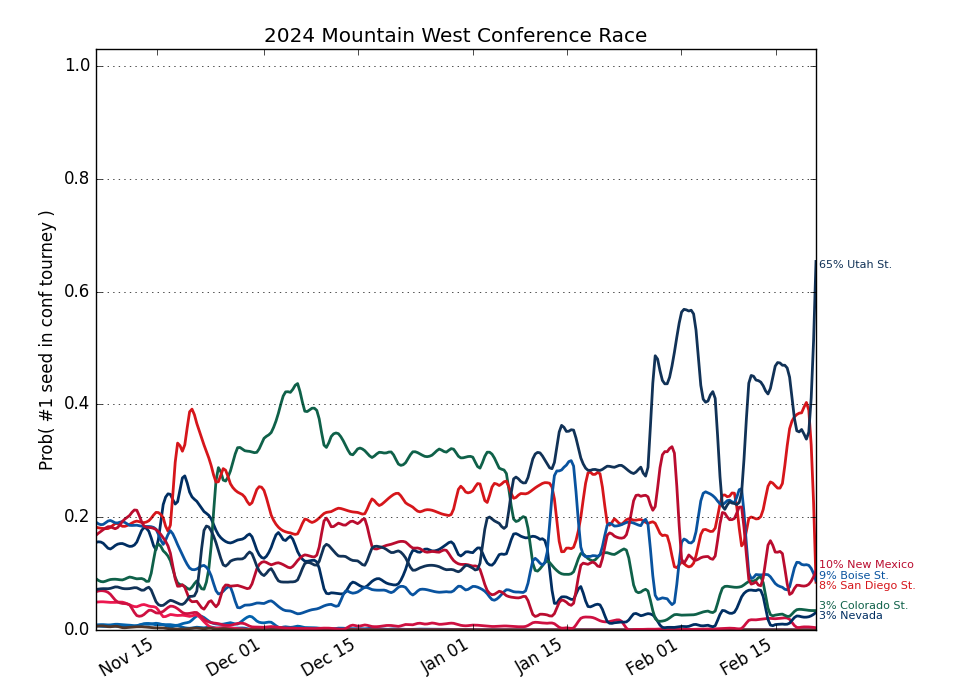 2024 Mountain West Conference Race
Prob( #1 seed in conf tourney )
1.0
0.8
0.6
0.4
0.2
0.0
65% Utah St.
10% New Mexico
9% Boise St.
8% San Diego St.
3% Colorado St.
3% Nevada
Nov 15
Dec 01
Dec 15
Jan 01
Jan 15
Feb 01
Feb 15